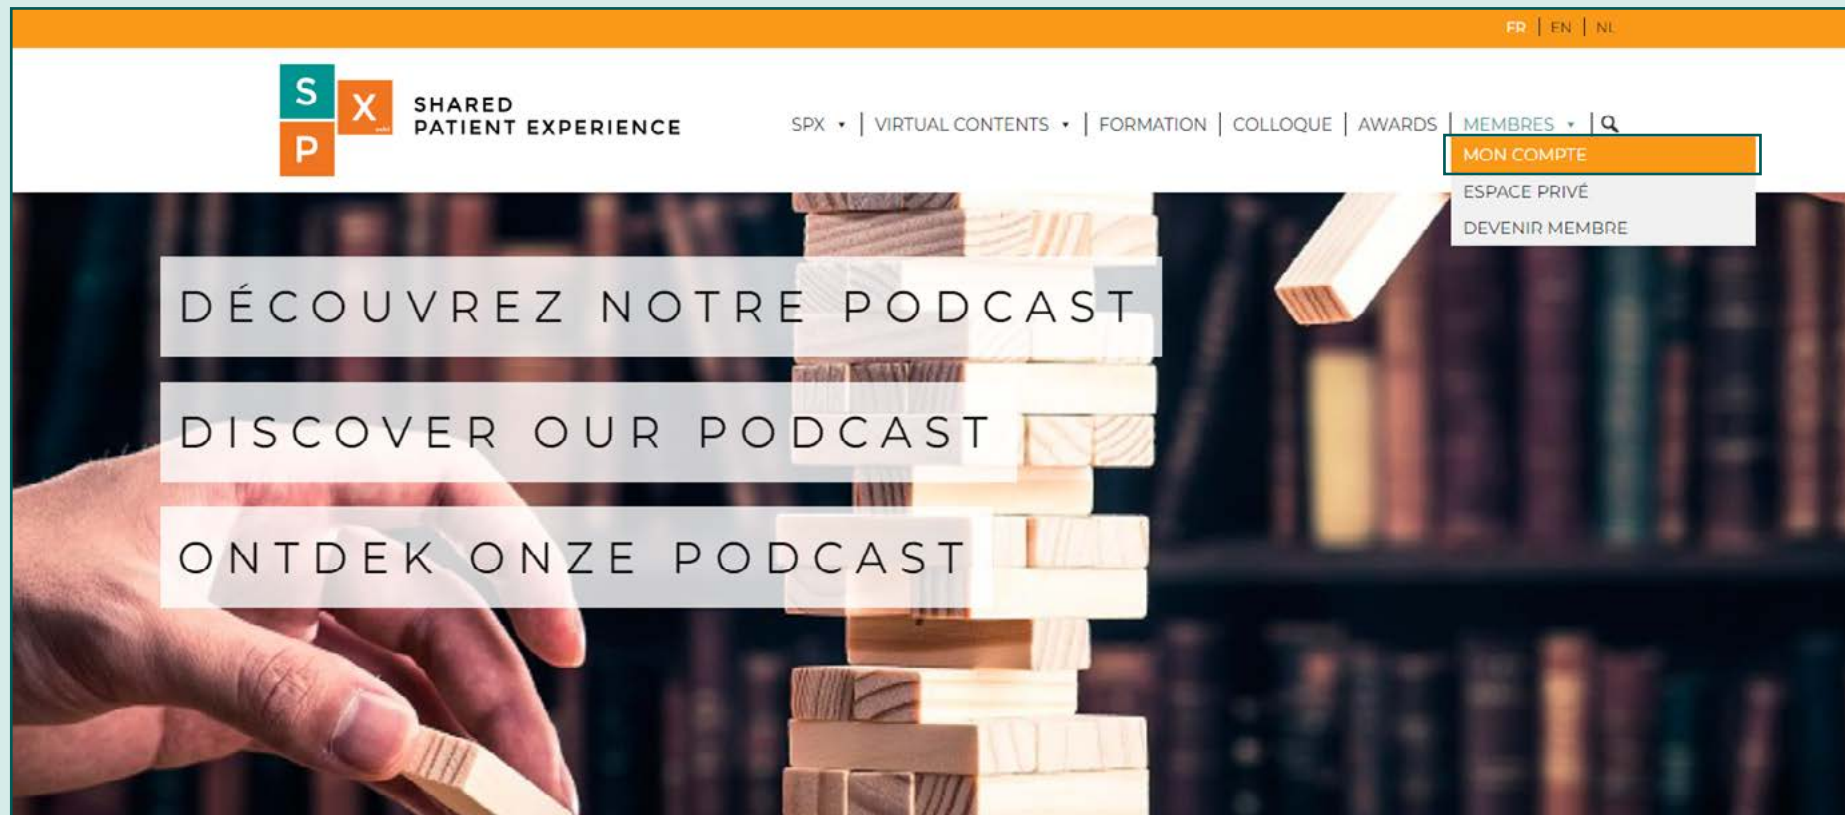 FR | EN | NL
S
X
P
SHARED
PATIENT EXPERIENCE
SPX | VIRTUAL CONTENTS | FORMATION | COLLOQUE | AWARDS | MEMBRES |
MON COMPTE
ESPACE PRIVÉ
DEVENIR MEMBRE
DÉCOUVREZ NOTRE PODCAST
DISCOVER OUR PODCAST
ONTDEK ONZE PODCAST